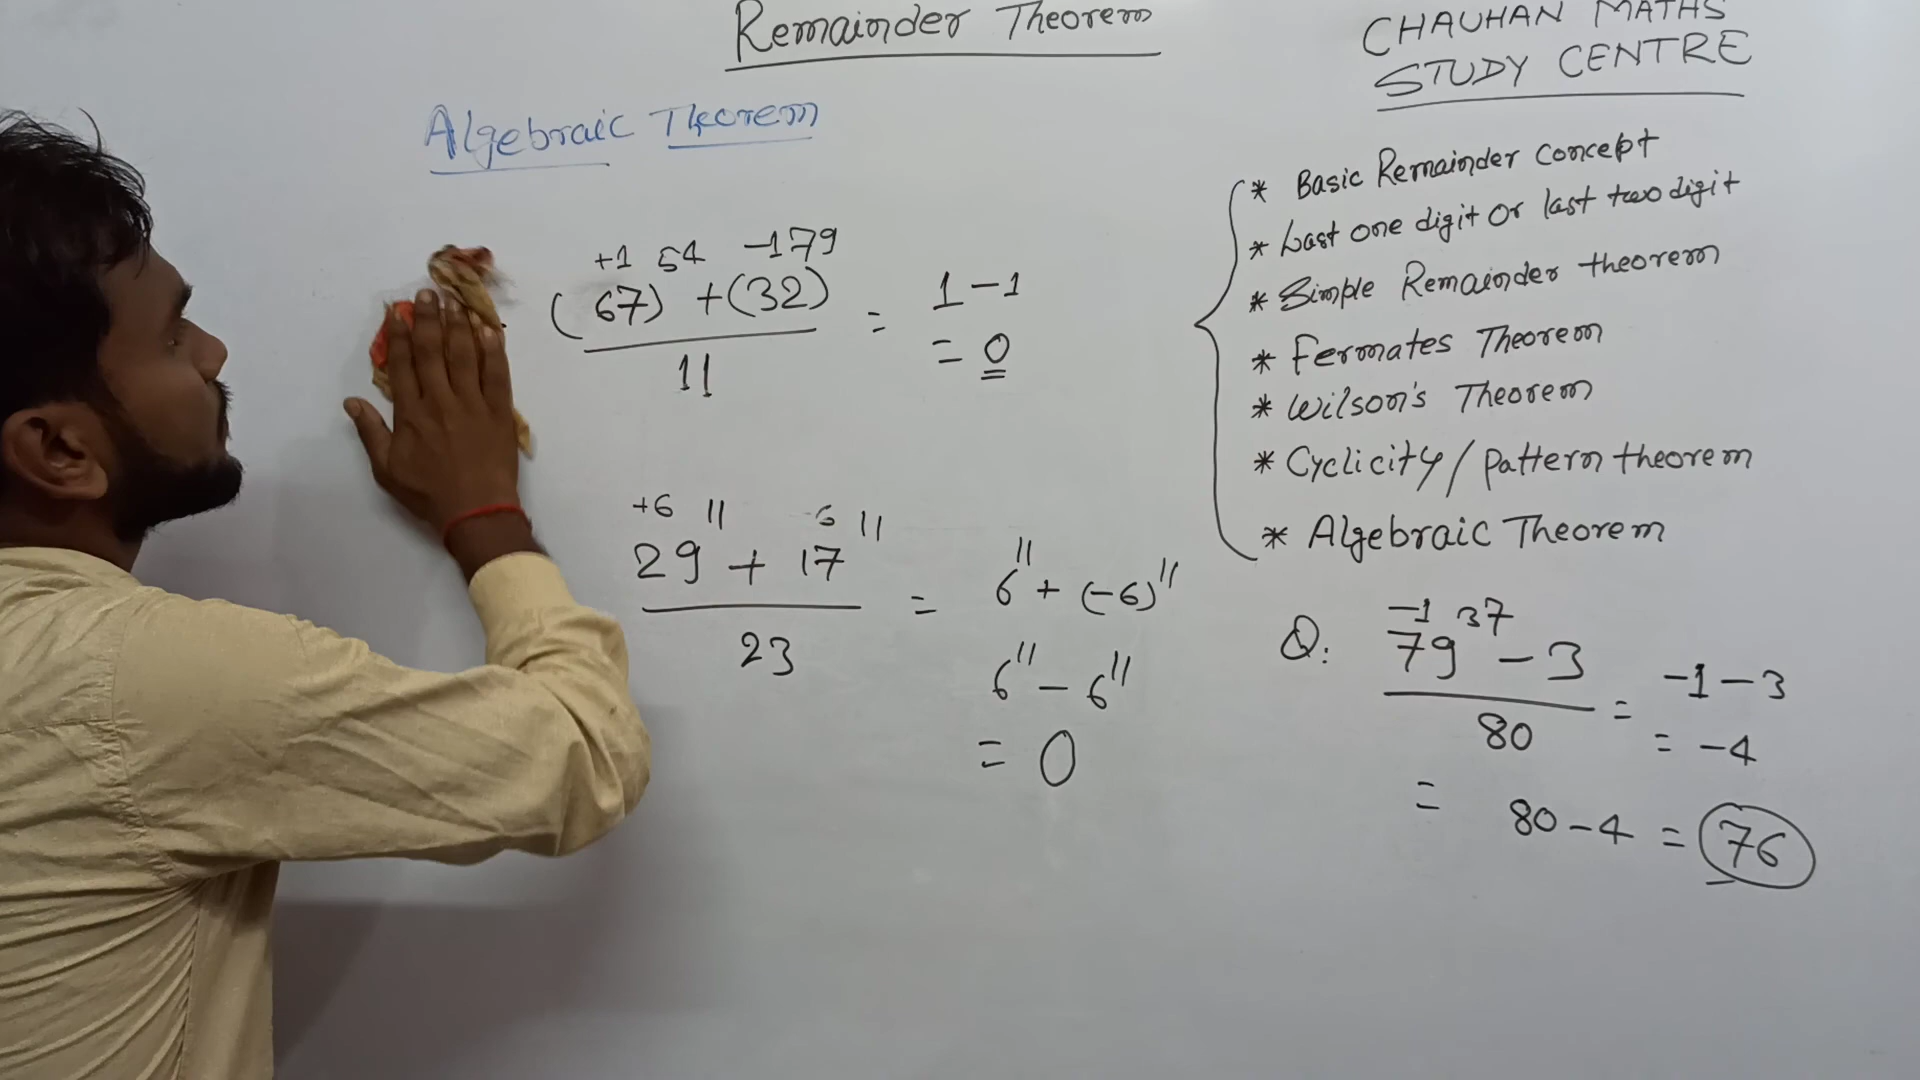 Remainder Theorem
CHAUHAN MATHS
STUDY CENTRE
Algebraic Theorem
* Basic Remainder concept
* Last one digit or last two digit
* Simple Remainder theorem
* Fermates Theorem
* Wilson's Theorem
* Cyclicity/pattern theorem
* Algebraic Theorem
+1 54 -179
(67) + (32)
11
= 1-1
= 0
+6 11 -6 11
29 + 17
23
= 6^11 + (-6)^11
6^11 - 6^11
= 0
-1 37
Q. 79 - 3
80
= -1-3
= -4
= 80-4 = 76